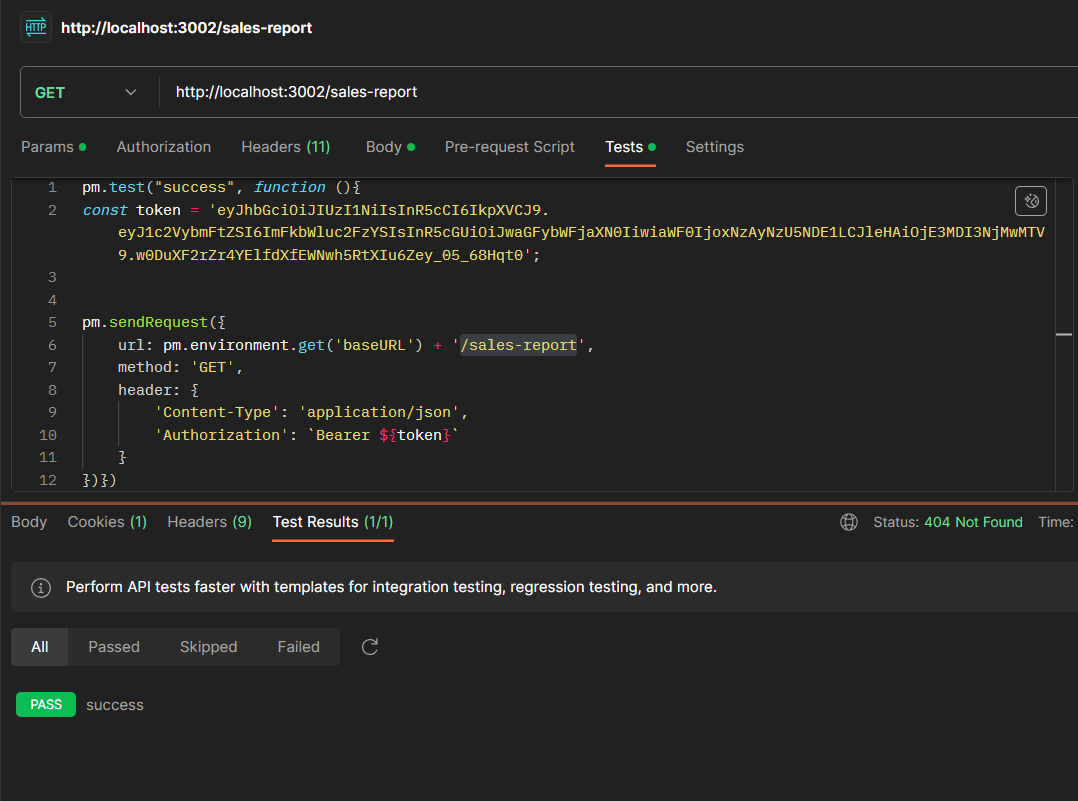 HTTP http://localhost:3002/sales-report
GET http://localhost:3002/sales-report
Params Authorization Headers (11) Body Pre-request Script Tests Settings
1 pm.test("success", function (){
2 const token = 'eyJhbGciOiJIUzI1NiIsInR5cCI6IkpXVCJ9.
eyJ1c2VybmFtZSI6ImFkbWluc2FzYSIsInR5cGUiOiJwaGFybWFjaXN0IiwiaWF0IjoxNzAyNzU5NDE1LCJleHAiOjE3MDI3NjMwMTV
9.w0DuXF2rZr4YElfdXfEWNwh5RtXIu6Zey_05_68Hqt0';
3
4
5 pm.sendRequest({
6 url: pm.environment.get('baseURL') + '/sales-report',
7 method: 'GET',
8 header: {
9 'Content-Type': 'application/json',
10 'Authorization': `Bearer ${token}`
11 }
12 })})
Body Cookies (1) Headers (9) Test Results (1/1) Status: 404 Not Found Time:
Perform API tests faster with templates for integration testing, regression testing, and more.
All Passed Skipped Failed
PASS success